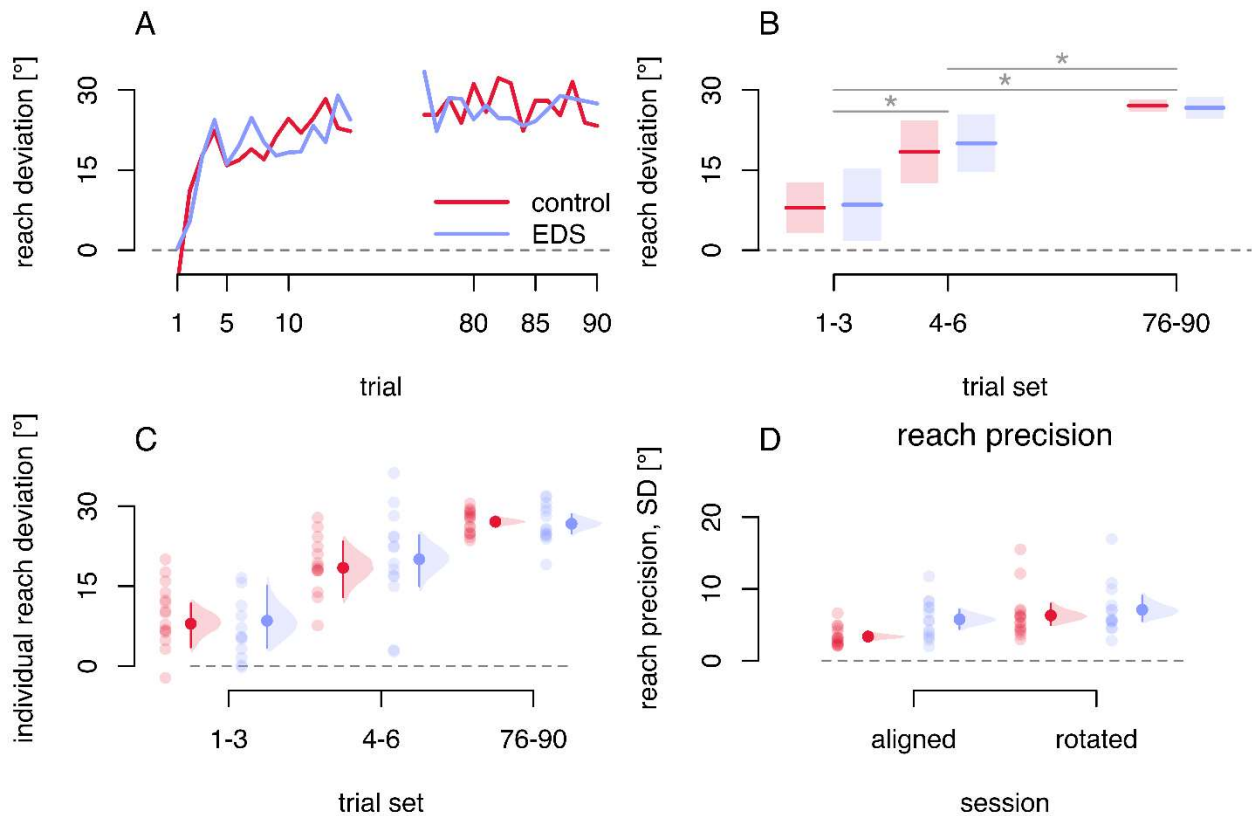 A
reach deviation [°]
30
15
0
control
EDS
1
5
10
80
85
90
trial
B
reach deviation [°]
30
15
0
*
*
*
1-3
4-6
76-90
trial set
C
individual reach deviation [°]
30
15
0
1-3
4-6
76-90
trial set
D
reach precision
reach precision, SD [°]
20
10
0
aligned
rotated
session